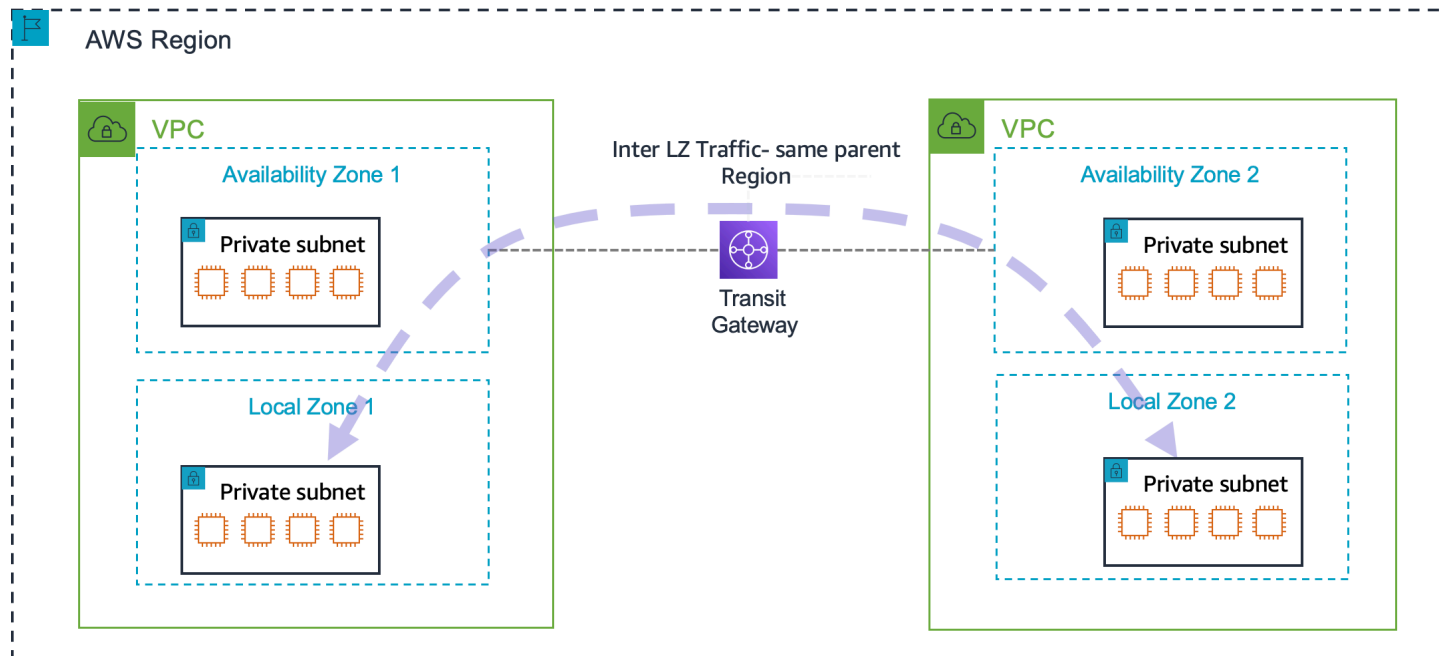 AWS Region
VPC
Availability Zone 1
Private subnet
Local Zone 1
Private subnet
Inter LZ Traffic- same parent
Region
Transit
Gateway
VPC
Availability Zone 2
Private subnet
Local Zone 2
Private subnet